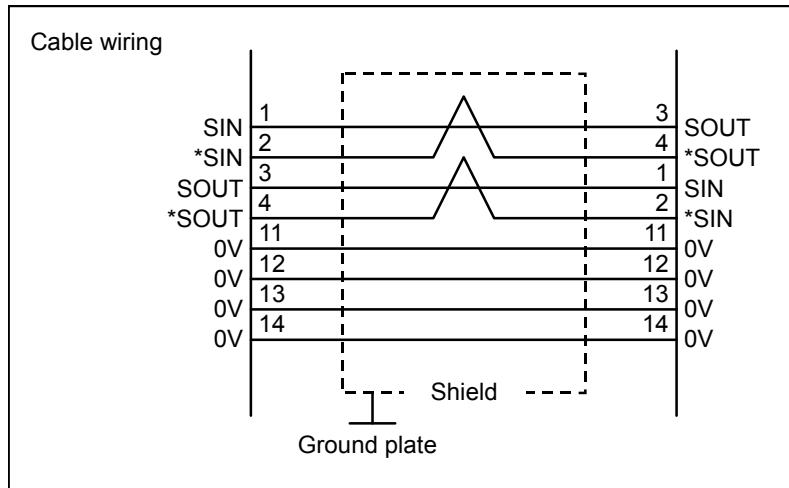 Cable wiring
SIN 1 3 SOUT
*SIN 2 4 *SOUT
SOUT 3 1 SIN
*SOUT 4 2 *SIN
0V 11 11 0V
0V 12 12 0V
0V 13 13 0V
0V 14 14 0V
Shield
Ground plate